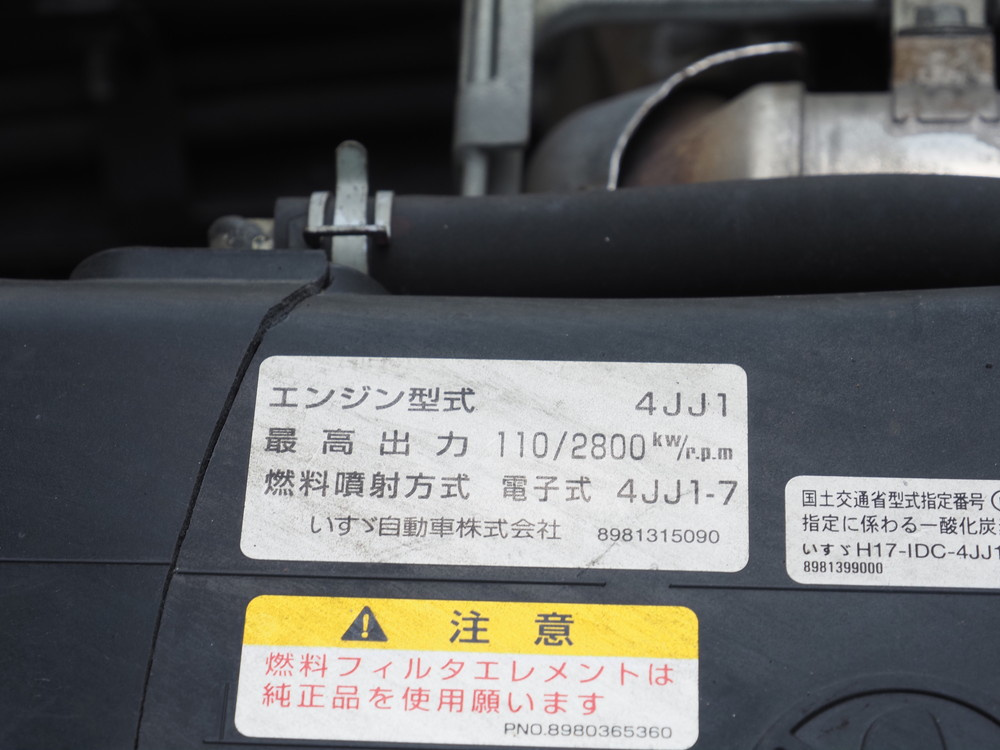 エンジン型式 4JJ1
最高出力 110/2800 kw/r.p.m
燃料噴射方式 電子式 4JJ1-7
いすゞ自動車株式会社 8981315090
国土交通省型式指定番号
指定に係わる一酸化炭
いすゞH17-IDC-4JJ1
8981399000
注意
燃料フィルタエレメントは
純正品を使用願います
P.NO.8980365360